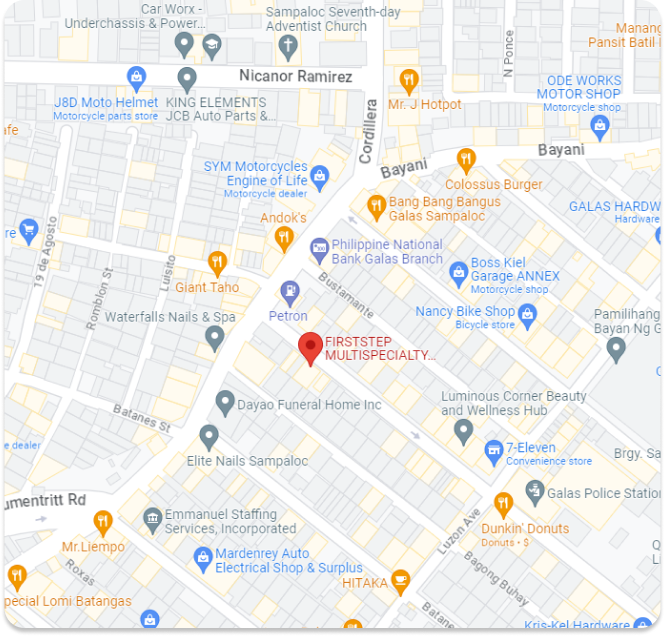 Car Worx -
Underchassis & Power...
Sampaloc Seventh-day
Adventist Church
N Ponce
Manang
Pansit Batil
Nicanor Ramirez
J8D Moto Helmet
Motorcycle parts store
KING ELEMENTS
JCB Auto Parts &
Mr. J Hotpot
ODE WORKS
MOTOR SHOP
Motorcycle shop
Cordillera
afe
SYM Motorcycles
Engine of Life
Motorcycle dealer
Bayani
Bayani
Colossus Burger
Andok's
Bang Bang Bangus
Galas Sampaloc
GALAS HARDW
Hardware
re
19 de Agosto
Romblon St
Luisito
Giant Taho
Philippine National
Bank Galas Branch
Boss Kiel
Garage ANNEX
Motorcycle shop
Petron
Bustamante
Nancy Bike Shop
Bicycle store
Pamilihang
Bayan Ng G
Waterfalls Nails & Spa
FIRSTSTEP
MULTISPECIALTY...
Batanes St
Dayao Funeral Home Inc
Luminous Corner Beauty
and Wellness Hub
e dealer
Elite Nails Sampaloc
7-Eleven
Convenience store
Brgy. Sa
umentritt Rd
Galas Police Station
Emmanuel Staffing
Services, Incorporated
Luzon Ave
Dunkin' Donuts
Donuts • $
Mr.Liempo
Mardenrey Auto
Electrical Shop & Surplus
Roxas
HITAKA
Bagong Buhay
pecial Lomi Batangas
Batane
Kris-Kel Hardware